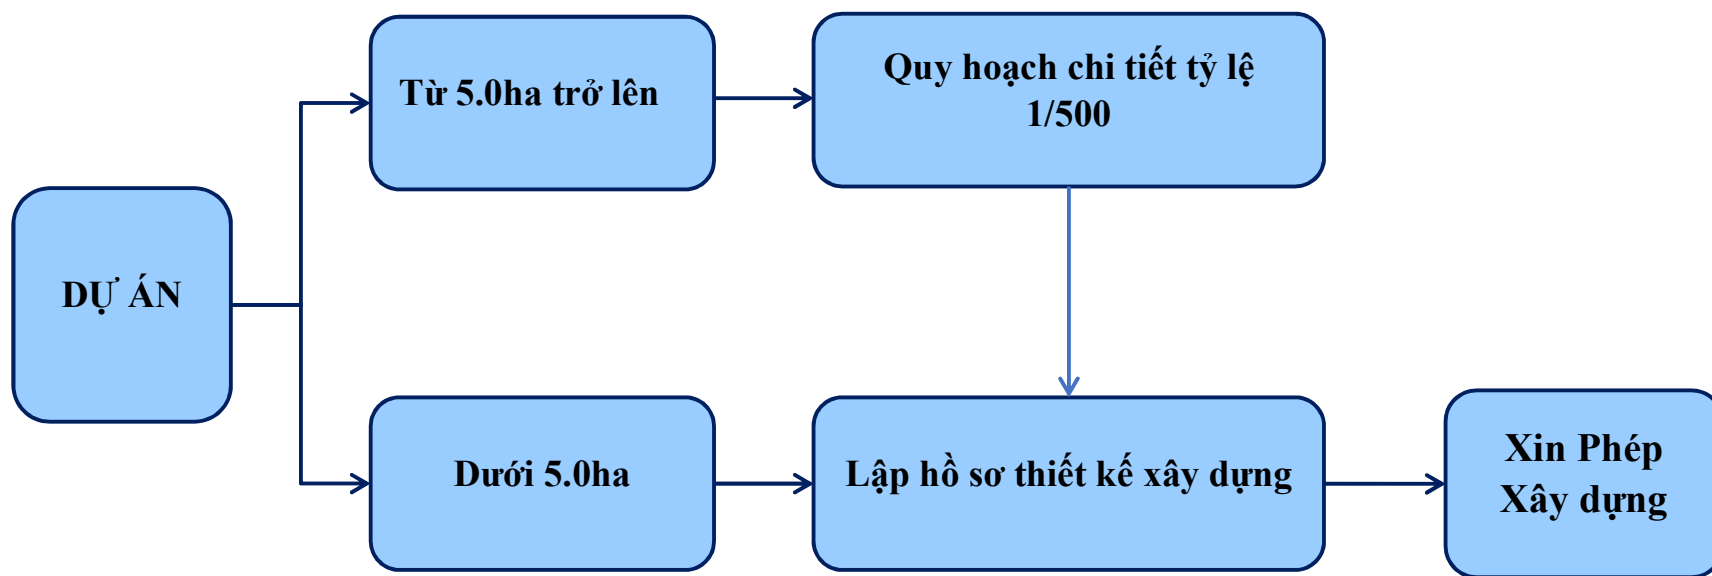 Từ 5.0ha trở lên
Quy hoạch chi tiết tỷ lệ
1/500
DỰ ÁN
Dưới 5.0ha
Lập hồ sơ thiết kế xây dựng
Xin Phép
Xây dựng